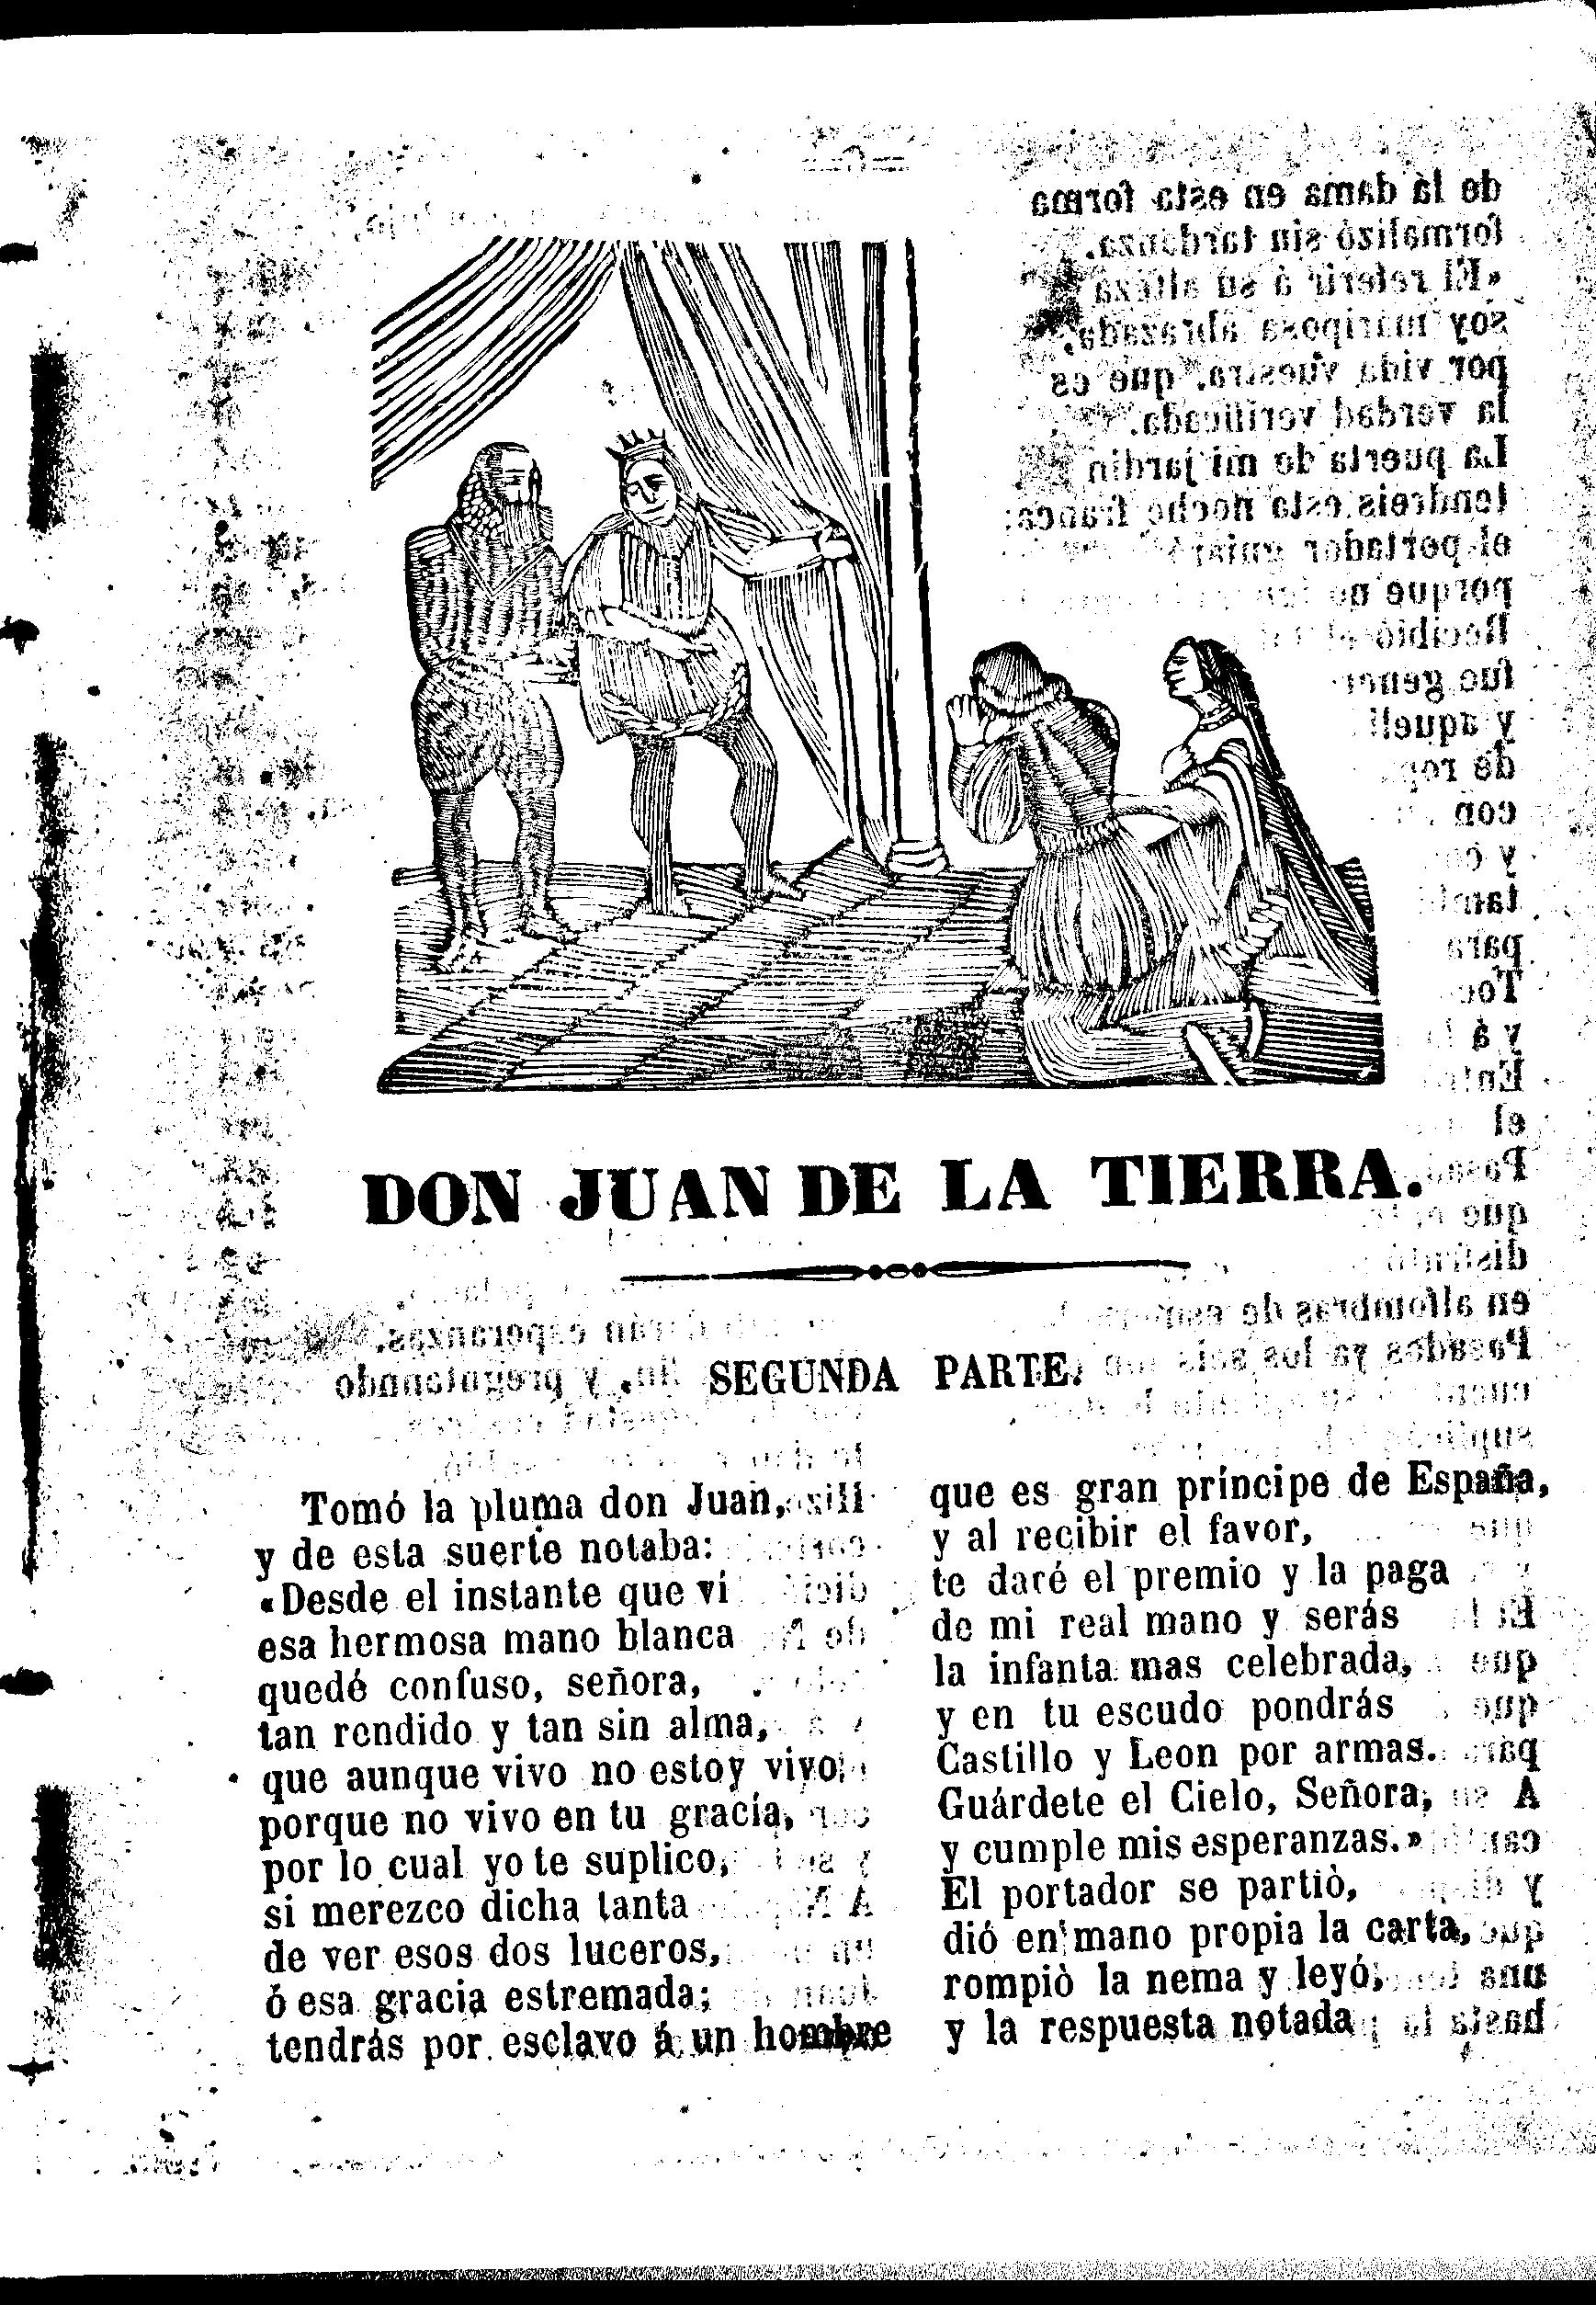 DON JUAN DE LA TIERRA.
SEGUNDA PARTE.
Tomó la pluma don Juan,
y de esta suerte notaba:
«Desde el instante que ví
esa hermosa mano blanca
quedé confuso, señora,
tan rendido y tan sin alma,
que aunque vivo no estoy vivo
porque no vivo en tu gracia,
por lo cual yo te suplico,
si merezco dicha tanta
de ver esos dos luceros,
ó esa gracia estremada;
tendrás por esclavo á un hombre
que es gran príncipe de España,
y al recibir el favor,
te daré el premio y la paga
de mi real mano y serás
la infanta mas celebrada,
y en tu escudo pondrás
Castillo y Leon por armas.
Guárdete el Cielo, Señora,
y cumple mis esperanzas.»
El portador se partiò,
dió en mano propia la carta,
rompiò la nema y leyó,
y la respuesta notada